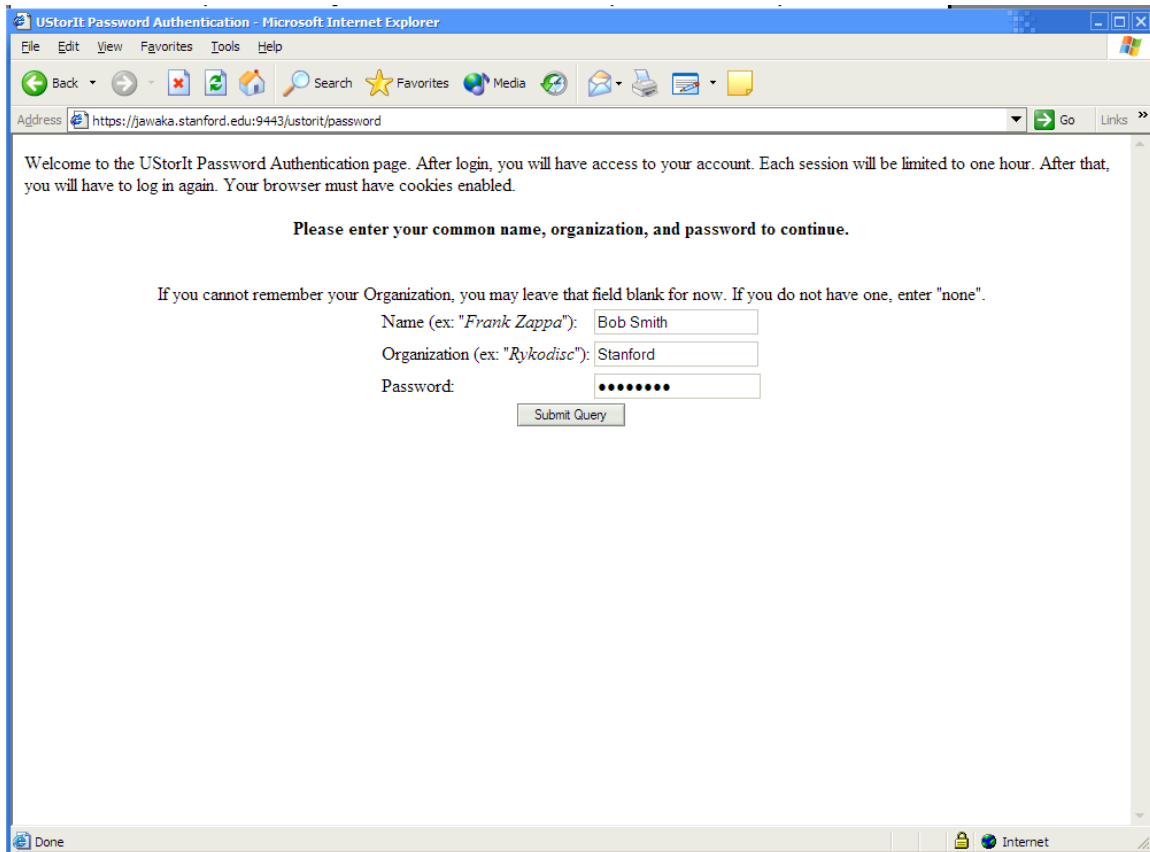 UStorIt Password Authentication - Microsoft Internet Explorer
File Edit View Favorites Tools Help
Back Search Favorites Media
Address https://jawaka.stanford.edu:9443/ustorit/password Go Links »
Welcome to the UStorIt Password Authentication page. After login, you will have access to your account. Each session will be limited to one hour. After that,
you will have to log in again. Your browser must have cookies enabled.
Please enter your common name, organization, and password to continue.
If you cannot remember your Organization, you may leave that field blank for now. If you do not have one, enter "none".
Name (ex: "Frank Zappa"): Bob Smith
Organization (ex: "Rykodisc"): Stanford
Password: ••••••••
Submit Query
Done Internet